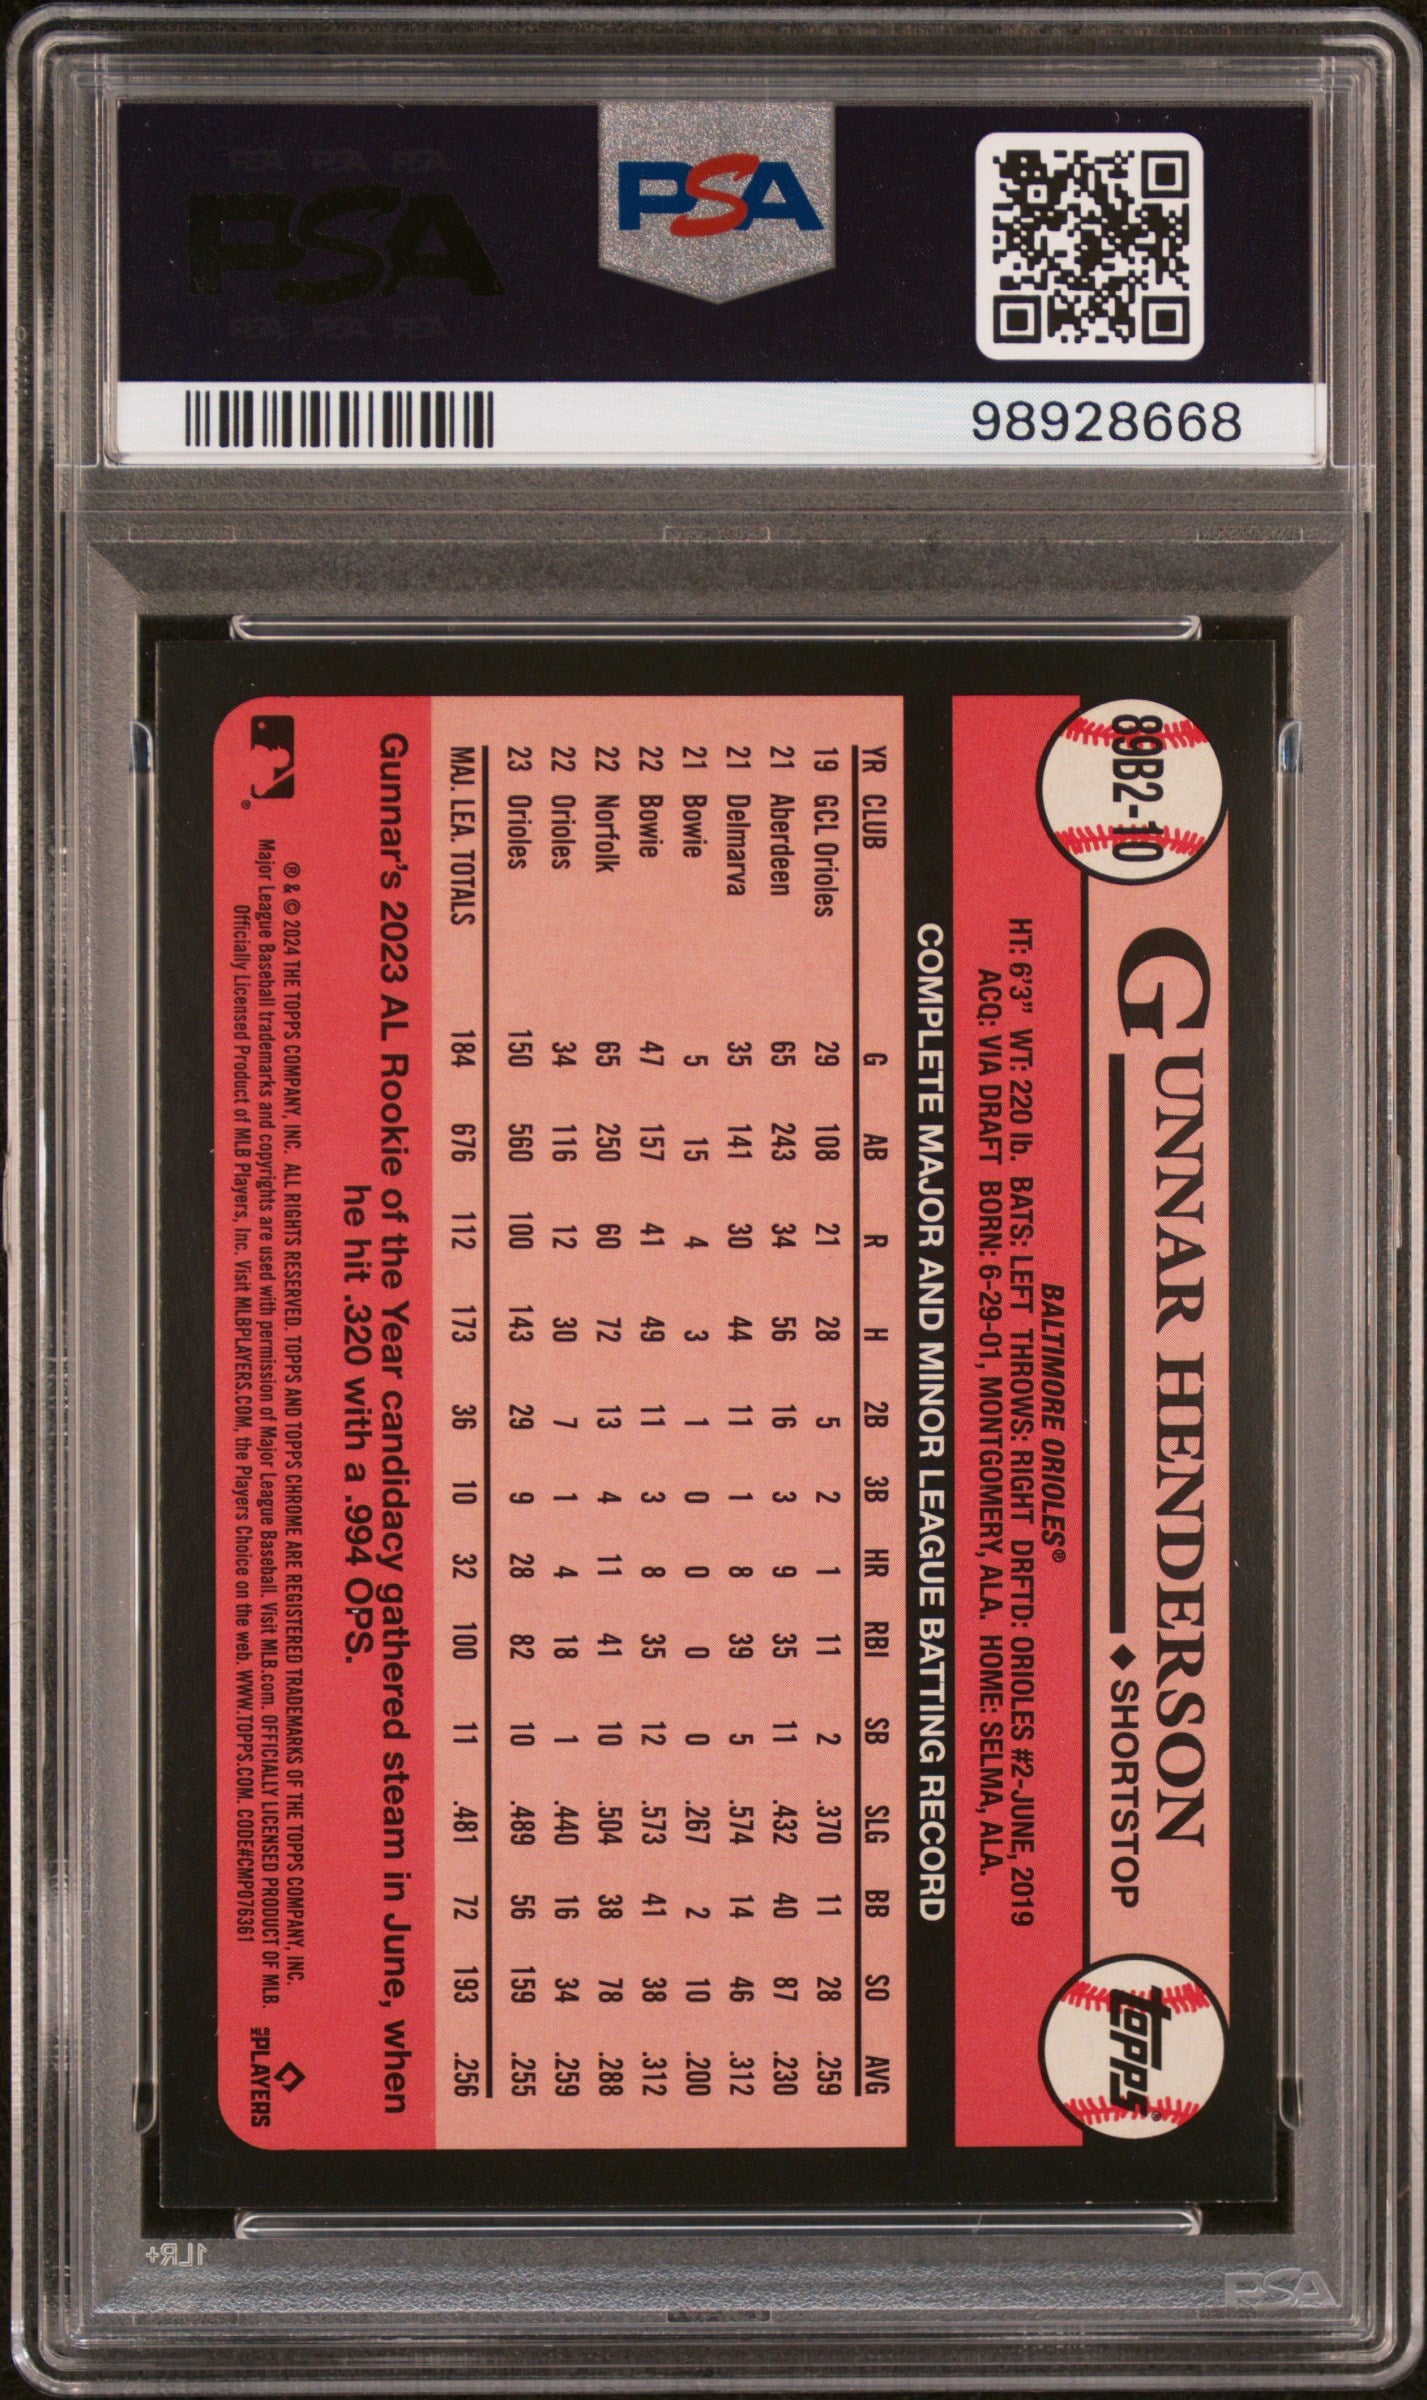 PSA PSA PSA
PSA
PSA PSA PSA
PSA
98928668
89B2-10
GUNNAR HENDERSON
◆ SHORTSTOP
topps®
BALTIMORE ORIOLES®
HT: 6'3" WT: 220 lb. BATS: LEFT THROWS: RIGHT DRFTD: ORIOLES #2-JUNE, 2019
ACQ: VIA DRAFT BORN: 6-29-01, MONTGOMERY, ALA. HOME: SELMA, ALA.
COMPLETE MAJOR AND MINOR LEAGUE BATTING RECORD
YR CLUB G AB R H 2B 3B HR RBI SB SLG BB SO AVG
19 GCL Orioles 29 108 21 28 5 2 1 11 2 .370 11 28 .259
21 Aberdeen 65 243 34 56 16 3 9 35 11 .432 40 87 .230
21 Delmarva 35 141 30 44 11 1 8 39 5 .574 14 46 .312
21 Bowie 5 15 4 3 1 0 0 0 0 .267 2 10 .200
22 Bowie 47 157 41 49 11 3 8 35 12 .573 41 38 .312
22 Norfolk 65 250 60 72 13 4 11 41 10 .504 38 78 .288
22 Orioles 34 116 12 30 7 1 4 18 1 .440 16 34 .259
23 Orioles 150 560 100 143 29 9 28 82 10 .489 56 159 .255
MAJ. LEA. TOTALS 184 676 112 173 36 10 32 100 11 .481 72 193 .256
Gunnar's 2023 AL Rookie of the Year candidacy gathered steam in June, when
he hit .320 with a .994 OPS.
® & © 2024 THE TOPPS COMPANY, INC. ALL RIGHTS RESERVED. TOPPS AND TOPPS CHROME ARE REGISTERED TRADEMARKS OF THE TOPPS COMPANY, INC.
Major League Baseball trademarks and copyrights are used with permission of Major League Baseball. Visit MLB.com. OFFICIALLY LICENSED PRODUCT OF MLB.
Officially Licensed Product of MLB Players, Inc. Visit MLBPLAYERS.COM, the Players Choice on the web. WWW.TOPPS.COM. CODE#CMP076361
MLB PLAYERS
1LR+
PSA